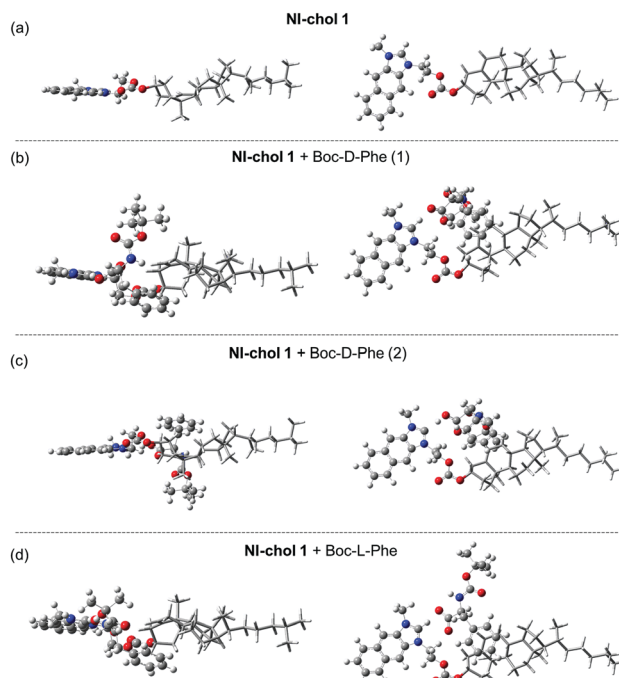 (a)
NI-chol 1
(b)
NI-chol 1 + Boc-D-Phe (1)
(c)
NI-chol 1 + Boc-D-Phe (2)
(d)
NI-chol 1 + Boc-L-Phe